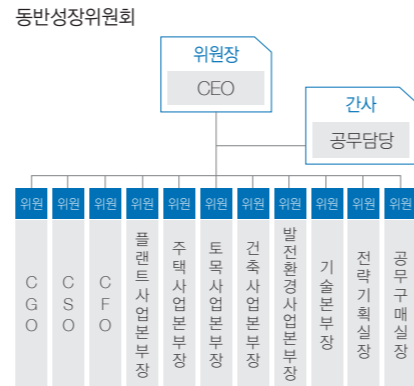 동반성장위원회
위원장
CEO
간사
공무담당
위원 위원 위원 위원 위원 위원 위원 위원 위원 위원 위원
CGO
CSO
CFO
플랜트사업본부장
주택사업본부장
토목사업본부장
건축사업본부장
발전환경사업본부장
기술본부장
전략기획실장
공무구매실장